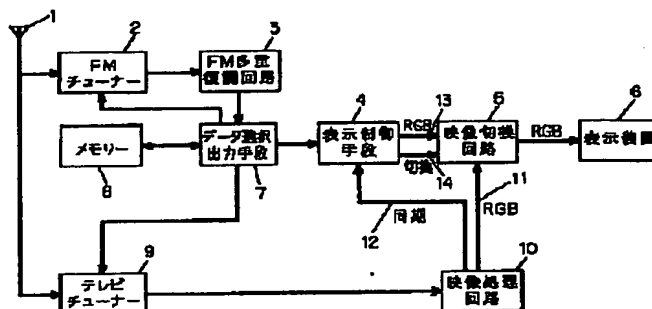 1
2
FM
チューナー
3
FM多重
復調回路
4
表示制御
手段
RGB
13
5
映像切換
回路
RGB
6
表示装置
メモリー
8
データ選択
出力手段
7
切換
14
11
RGB
12
同期
9
テレビ
チューナー
10
映像処理
回路